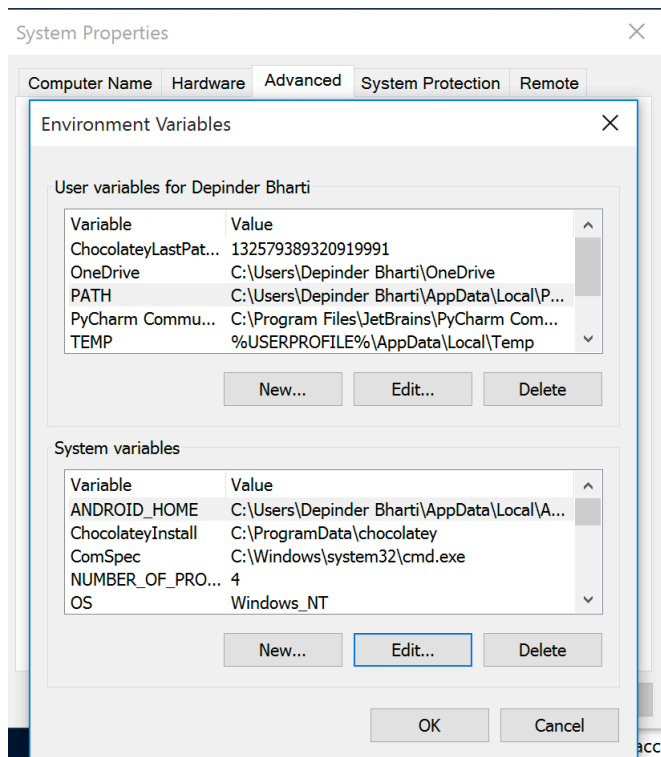 System Properties
Computer Name Hardware Advanced System Protection Remote
Environment Variables
User variables for Depinder Bharti
Variable Value
ChocolateyLastPat... 132579389320919991
OneDrive C:\Users\Depinder Bharti\OneDrive
PATH C:\Users\Depinder Bharti\AppData\Local\P...
PyCharm Commu... C:\Program Files\JetBrains\PyCharm Com...
TEMP %USERPROFILE%\AppData\Local\Temp
New... Edit... Delete
System variables
Variable Value
ANDROID_HOME C:\Users\Depinder Bharti\AppData\Local\A...
ChocolateyInstall C:\ProgramData\chocolatey
ComSpec C:\Windows\system32\cmd.exe
NUMBER_OF_PRO... 4
OS Windows_NT
New... Edit... Delete
OK Cancel